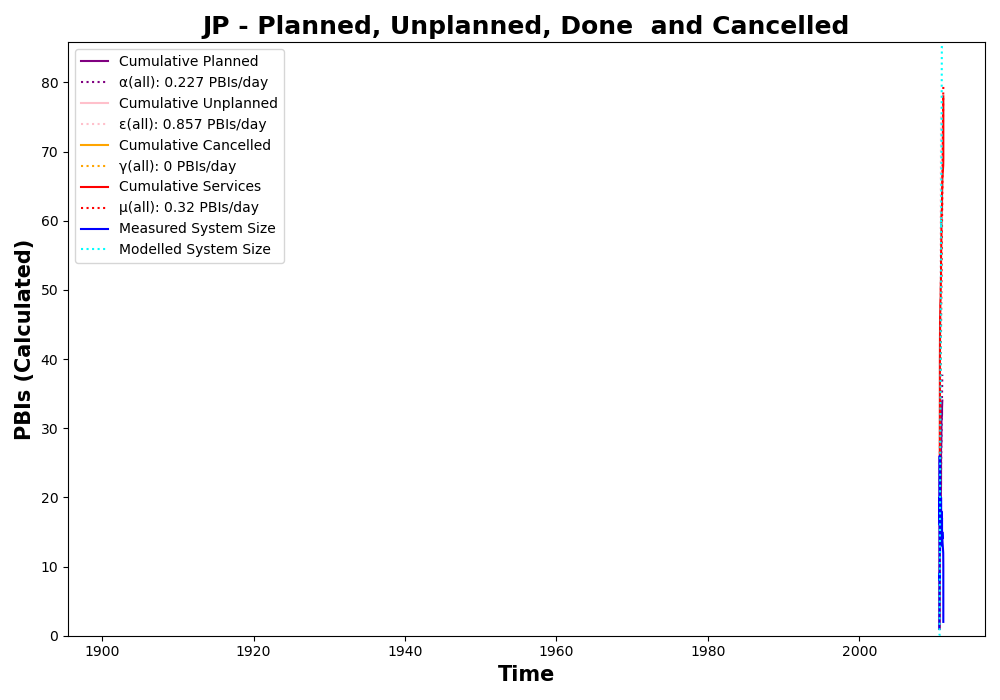 JP - Planned, Unplanned, Done  and Cancelled
Cumulative Planned
α(all): 0.227 PBIs/day
Cumulative Unplanned
ε(all): 0.857 PBIs/day
Cumulative Cancelled
γ(all): 0 PBIs/day
Cumulative Services
μ(all): 0.32 PBIs/day
Measured System Size
Modelled System Size
PBIs (Calculated)
80
70
60
50
40
30
20
10
0
1900 1920 1940 1960 1980 2000
Time